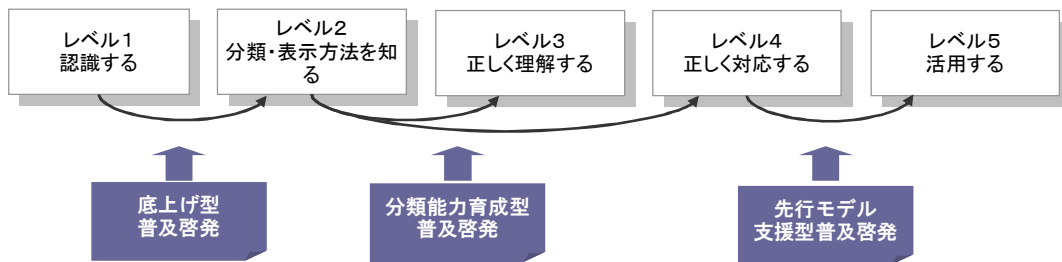 レベル1
認識する
レベル2
分類・表示方法を知
る
レベル3
正しく理解する
レベル4
正しく対応する
レベル5
活用する
底上げ型
普及啓発
分類能力育成型
普及啓発
先行モデル
支援型普及啓発